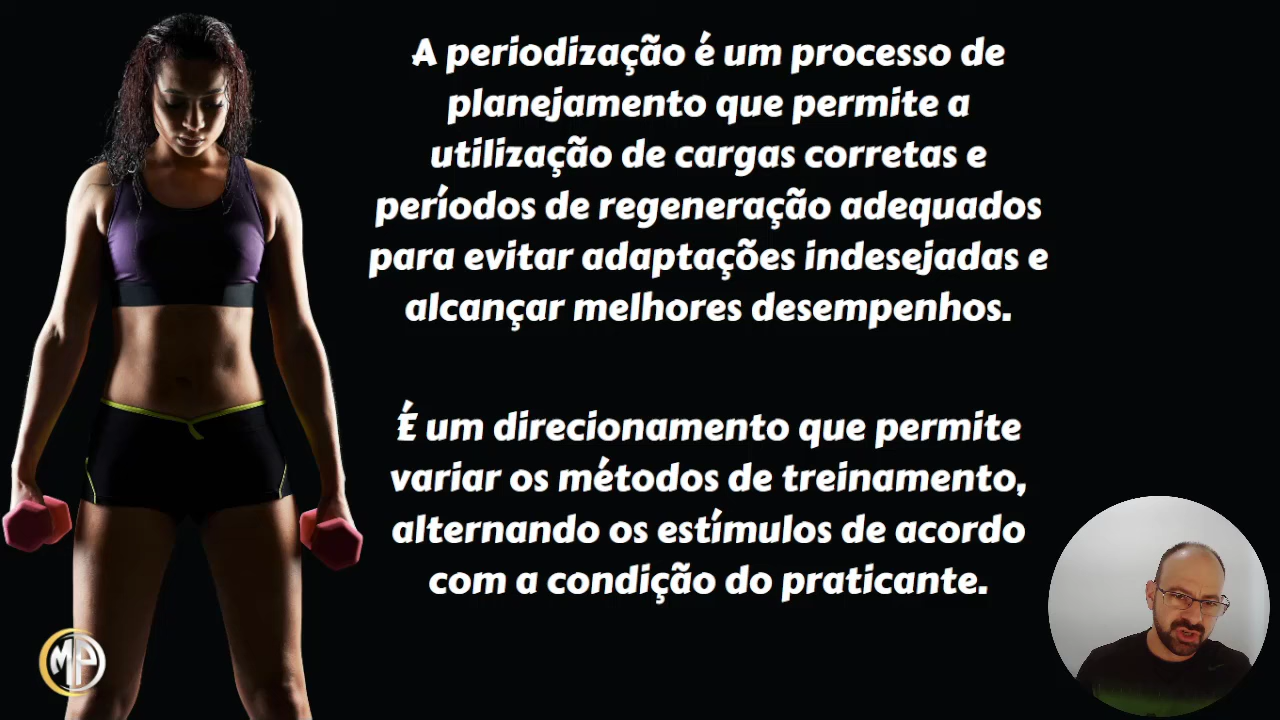 A periodização é um processo de
planejamento que permite a
utilização de cargas corretas e
períodos de regeneração adequados
para evitar adaptações indesejadas e
alcançar melhores desempenhos.
É um direcionamento que permite
variar os métodos de treinamento,
alternando os estímulos de acordo
com a condição do praticante.
MP